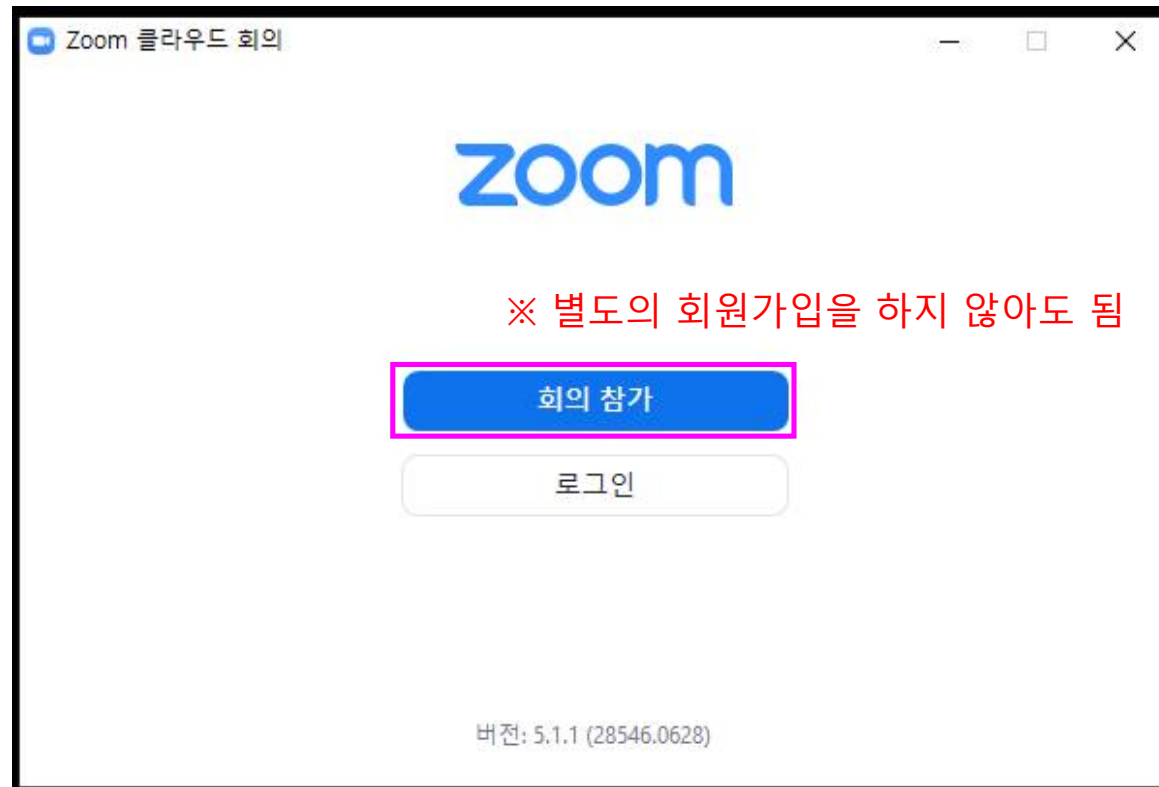 Zoom 클라우드 회의
zoom
※ 별도의 회원가입을 하지 않아도 됨
회의 참가
로그인
버전: 5.1.1 (28546.0628)